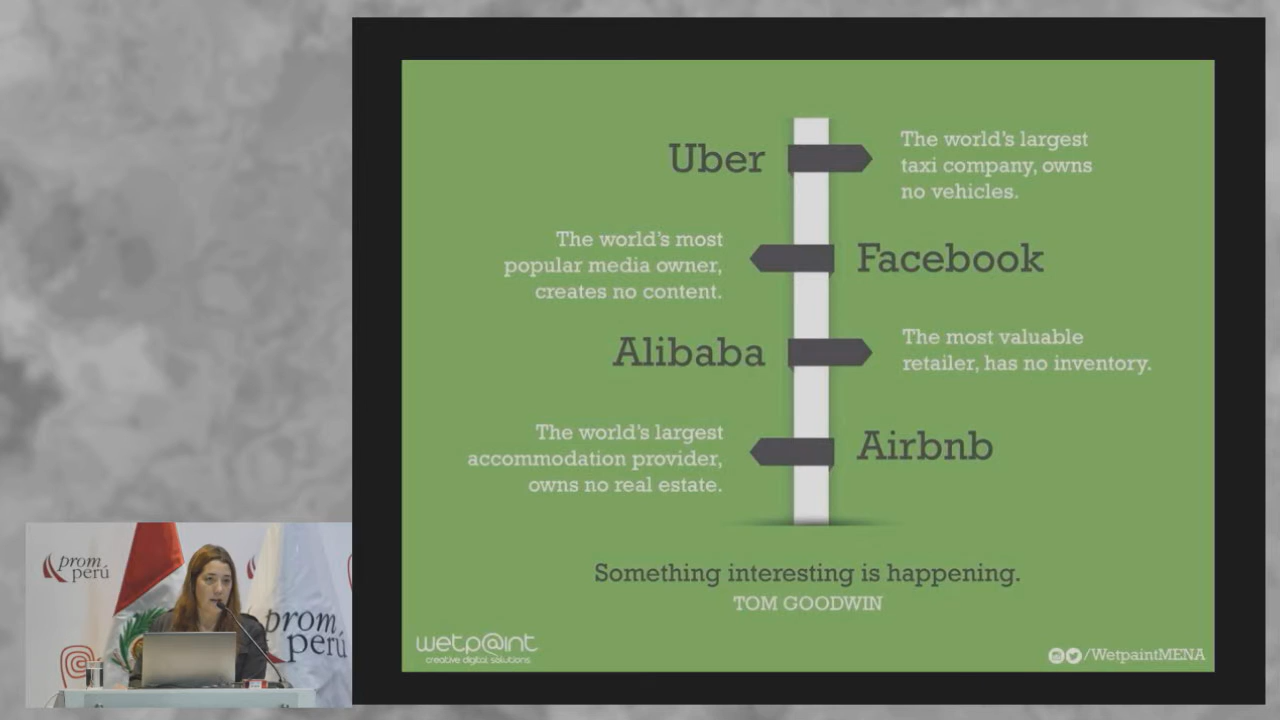 Uber
The world's largest
taxi company, owns
no vehicles.
The world's most
popular media owner,
creates no content.
Facebook
Alibaba
The most valuable
retailer, has no inventory.
The world's largest
accommodation provider,
owns no real estate.
Airbnb
Something interesting is happening.
TOM GOODWIN
wetp@int
creative digital solutions
/WetpaintMENA
prom
perú
prom
perú